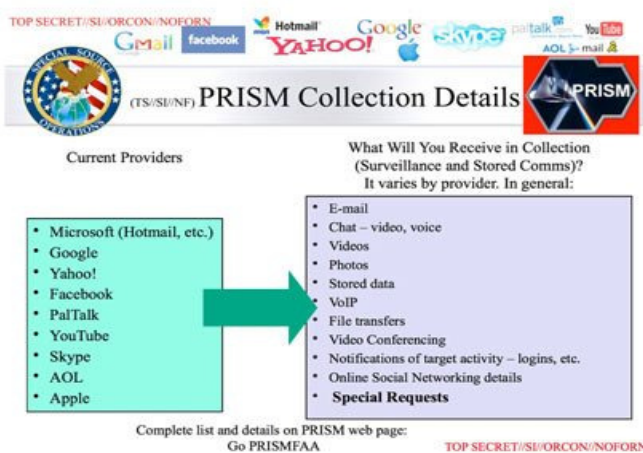 TOP SECRET//SI//ORCON//NOFORN
Gmail
facebook
Hotmail
YAHOO!
Google
skype
paltalk.com
YouTube
AOL mail
SPECIAL SOURCE OPERATIONS
(TS//SI//NF) PRISM Collection Details
PRISM
Current Providers
What Will You Receive in Collection
(Surveillance and Stored Comms)?
It varies by provider. In general:
• Microsoft (Hotmail, etc.)
• Google
• Yahoo!
• Facebook
• PalTalk
• YouTube
• Skype
• AOL
• Apple
• E-mail
• Chat – video, voice
• Videos
• Photos
• Stored data
• VoIP
• File transfers
• Video Conferencing
• Notifications of target activity – logins, etc.
• Online Social Networking details
• Special Requests
Complete list and details on PRISM web page:
Go PRISMFAA
TOP SECRET//SI//ORCON//NOFORN